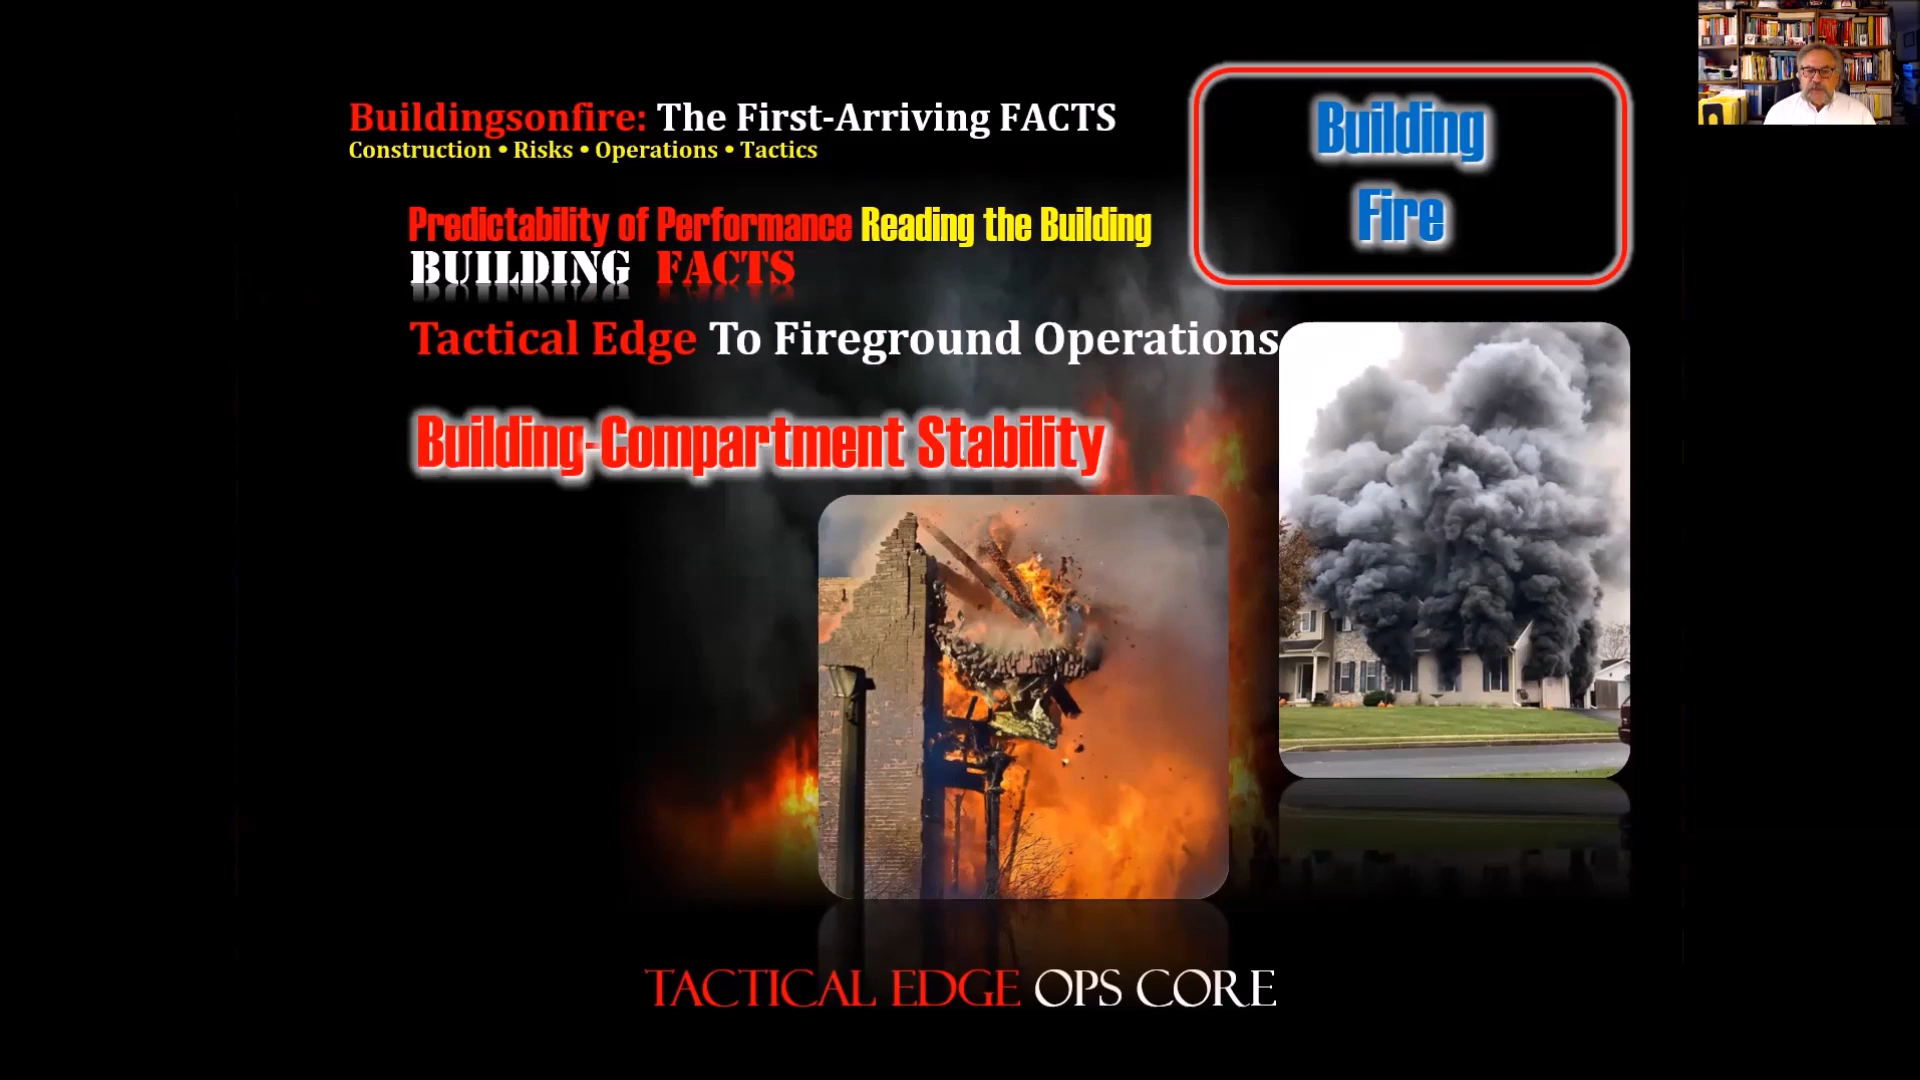 Buildingsonfire: The First-Arriving FACTS
Construction • Risks • Operations • Tactics
Building
Fire
Predictability of Performance Reading the Building
BUILDING FACTS
Tactical Edge To Fireground Operations
Building-Compartment Stability
TACTICAL EDGE OPS CORE